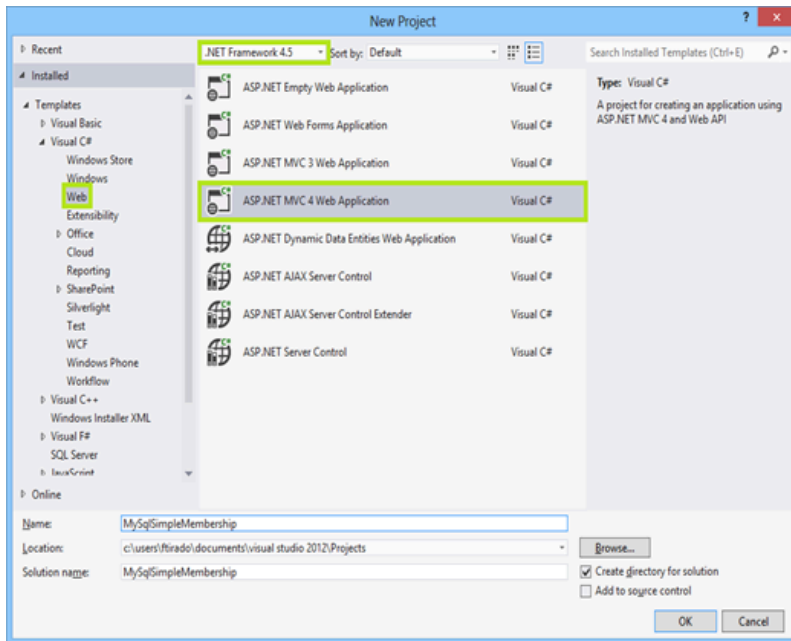 New Project
? x
Recent
.NET Framework 4.5 Sort by: Default
Search Installed Templates (Ctrl+E)
Installed
Templates
Visual Basic
Visual C#
Windows Store
Windows
Web
Extensibility
Office
Cloud
Reporting
SharePoint
Silverlight
Test
WCF
Windows Phone
Workflow
Visual C++
Windows Installer XML
Visual F#
SQL Server
JavaScript
Online
ASP.NET Empty Web Application Visual C#
ASP.NET Web Forms Application Visual C#
ASP.NET MVC 3 Web Application Visual C#
ASP.NET MVC 4 Web Application Visual C#
ASP.NET Dynamic Data Entities Web Application Visual C#
ASP.NET AJAX Server Control Visual C#
ASP.NET AJAX Server Control Extender Visual C#
ASP.NET Server Control Visual C#
Type: Visual C#
A project for creating an application using
ASP.NET MVC 4 and Web API
Name: MySqlSimpleMembership
Location: c:\users\ftirado\documents\visual studio 2012\Projects
Browse...
Solution name: MySqlSimpleMembership
Create directory for solution
Add to source control
OK Cancel